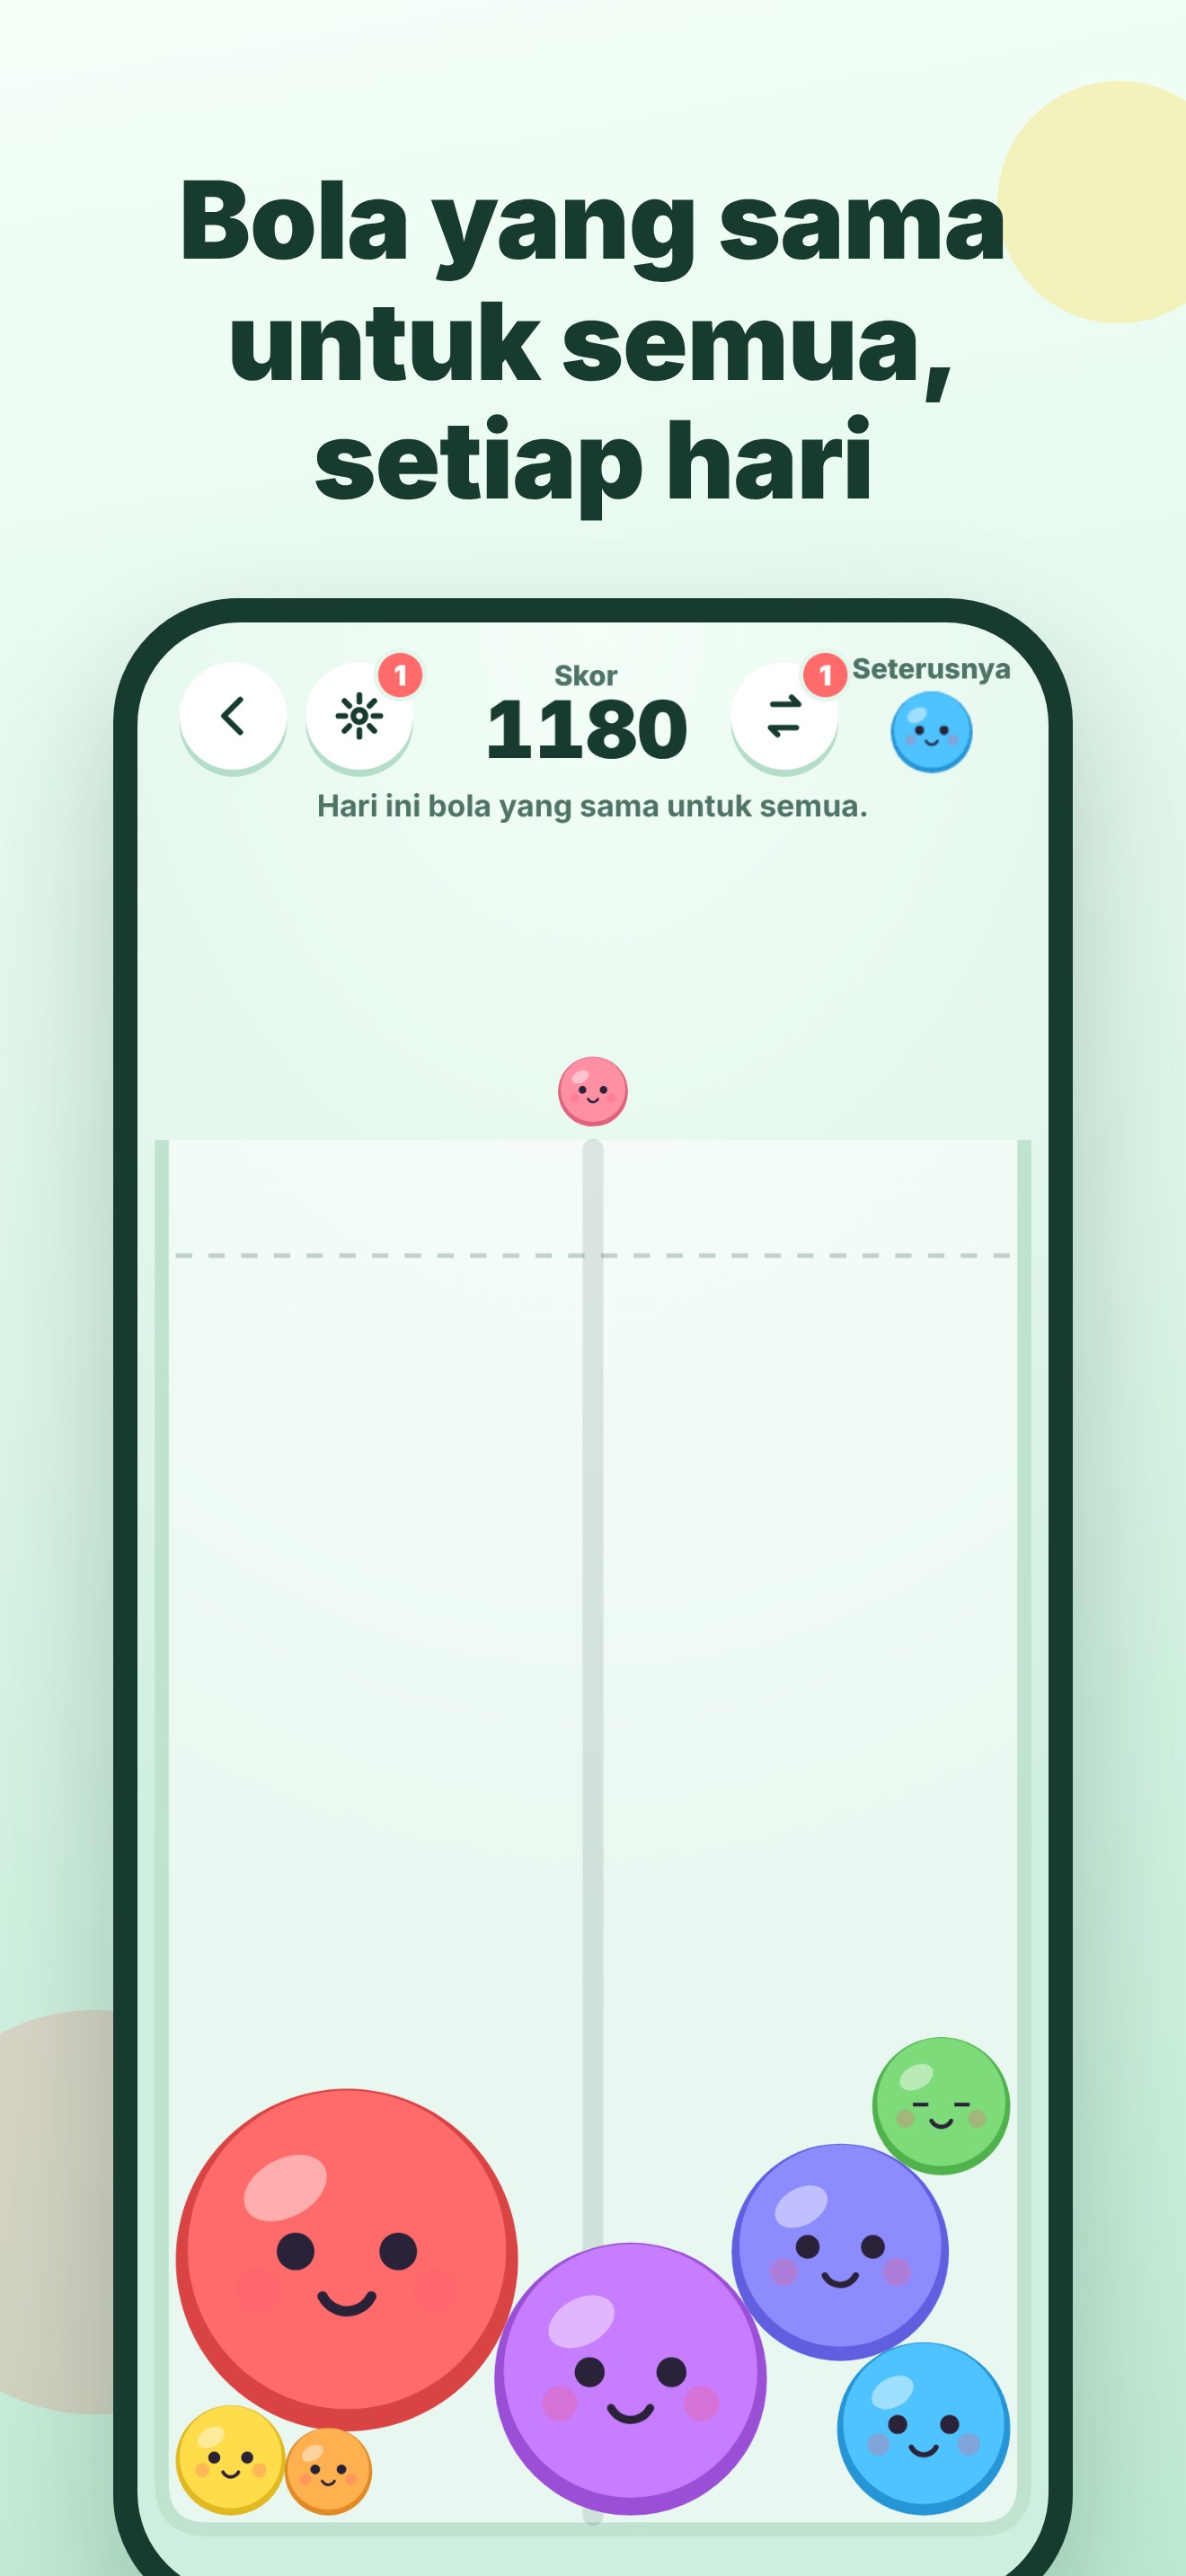 Bola yang sama
untuk semua,
setiap hari
1
Skor
1180
1
Seterusnya
Hari ini bola yang sama untuk semua.